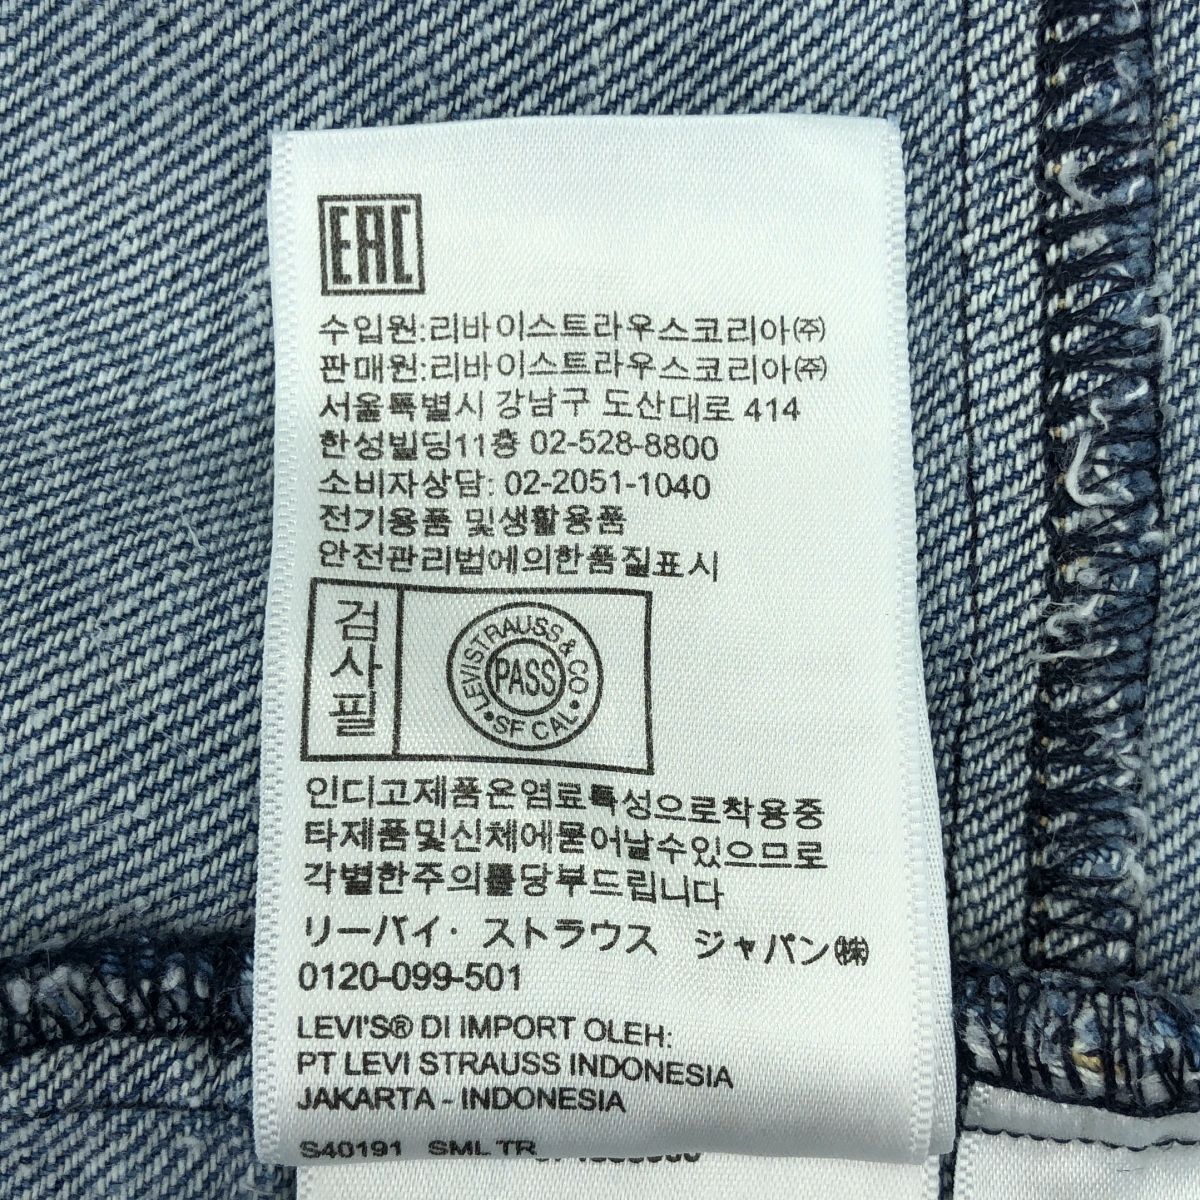 EAC
수입원:리바이스트라우스코리아㈜
판매원:리바이스트라우스코리아㈜
서울특별시 강남구 도산대로 414
한성빌딩11층 02-528-8800
소비자상담: 02-2051-1040
전기용품 및생활용품
안전관리법에의한품질표시
검사필
LEVI STRAUSS & CO
PASS
SF CAL
인디고제품은염료특성으로착용중
타제품및신체에묻어날수있으므로
각별한주의를당부드립니다
リーバイ・ストラウス ジャパン㈱
0120-099-501
LEVI'S® DI IMPORT OLEH:
PT LEVI STRAUSS INDONESIA
JAKARTA - INDONESIA
S40191 SML TR